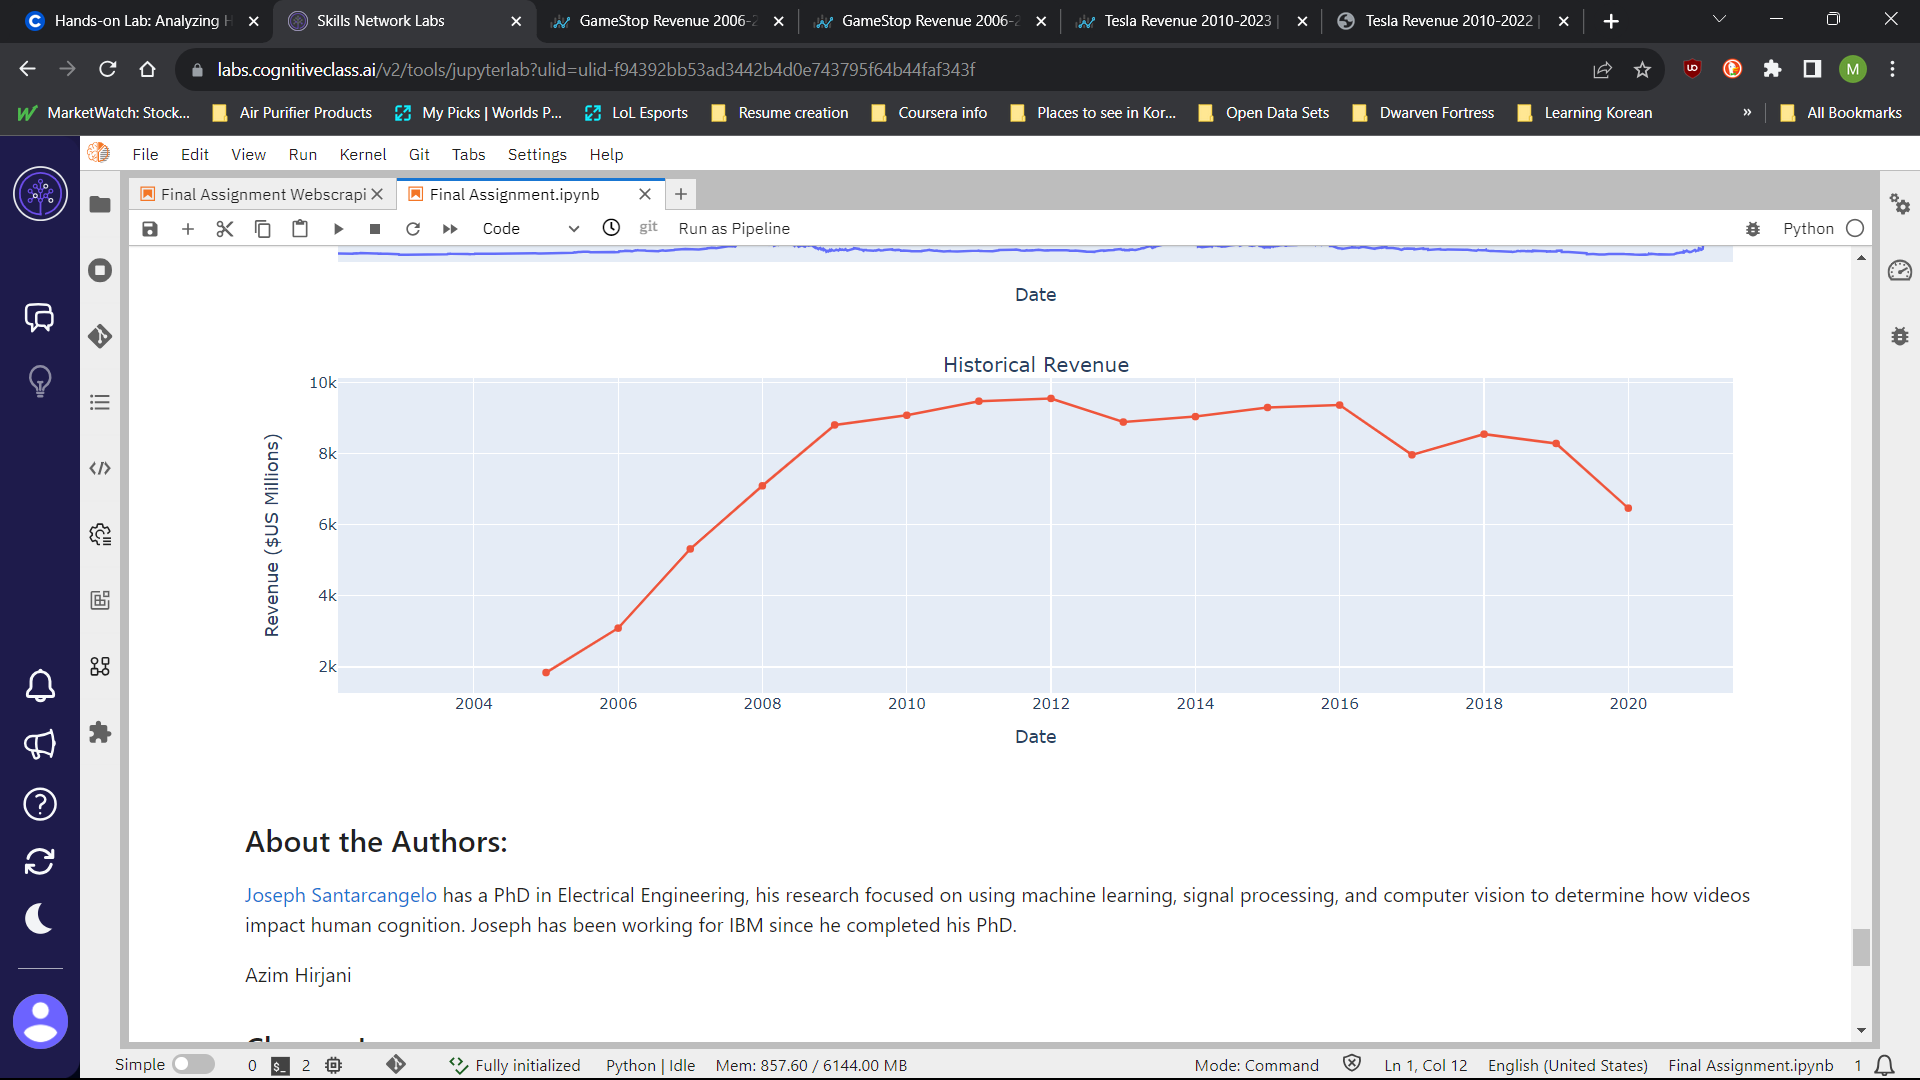 Hands-on Lab: Analyzing H
Skills Network Labs
GameStop Revenue 2006-2
GameStop Revenue 2006-2
Tesla Revenue 2010-2023 |
Tesla Revenue 2010-2022 |
labs.cognitiveclass.ai/v2/tools/jupyterlab?ulid=ulid-f94392bb53ad3442b4d0e743795f64b44faf343f
M
MarketWatch: Stock...
Air Purifier Products
My Picks | Worlds P...
LoL Esports
Resume creation
Coursera info
Places to see in Kor...
Open Data Sets
Dwarven Fortress
Learning Korean
»
All Bookmarks
File Edit View Run Kernel Git Tabs Settings Help
Final Assignment Webscrapi
Final Assignment.ipynb
Code
git
Run as Pipeline
Python
Date
Historical Revenue
10k
8k
6k
4k
2k
Revenue ($US Millions)
2004 2006 2008 2010 2012 2014 2016 2018 2020
Date
About the Authors:
Joseph Santarcangelo has a PhD in Electrical Engineering, his research focused on using machine learning, signal processing, and computer vision to determine how videos
impact human cognition. Joseph has been working for IBM since he completed his PhD.
Azim Hirjani
Simple
0
2
Fully initialized
Python | Idle
Mem: 857.60 / 6144.00 MB
Mode: Command
Ln 1, Col 12
English (United States)
Final Assignment.ipynb
1